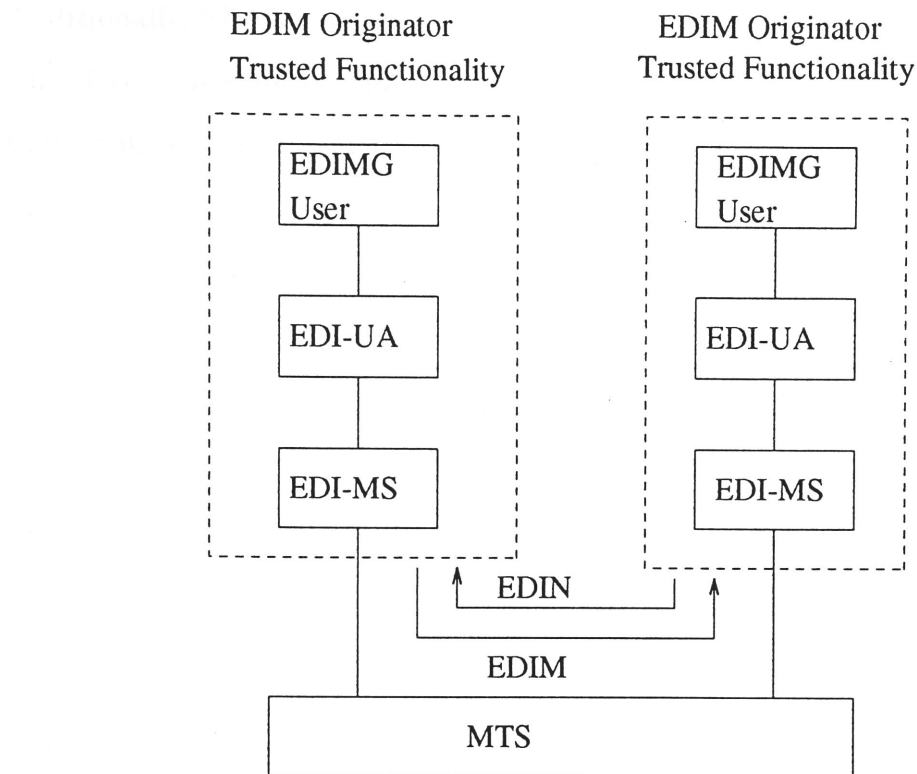 EDIM Originator
Trusted Functionality
EDIM Originator
Trusted Functionality
EDIMG
User
EDIMG
User
EDI-UA
EDI-UA
EDI-MS
EDI-MS
EDIN
EDIM
MTS